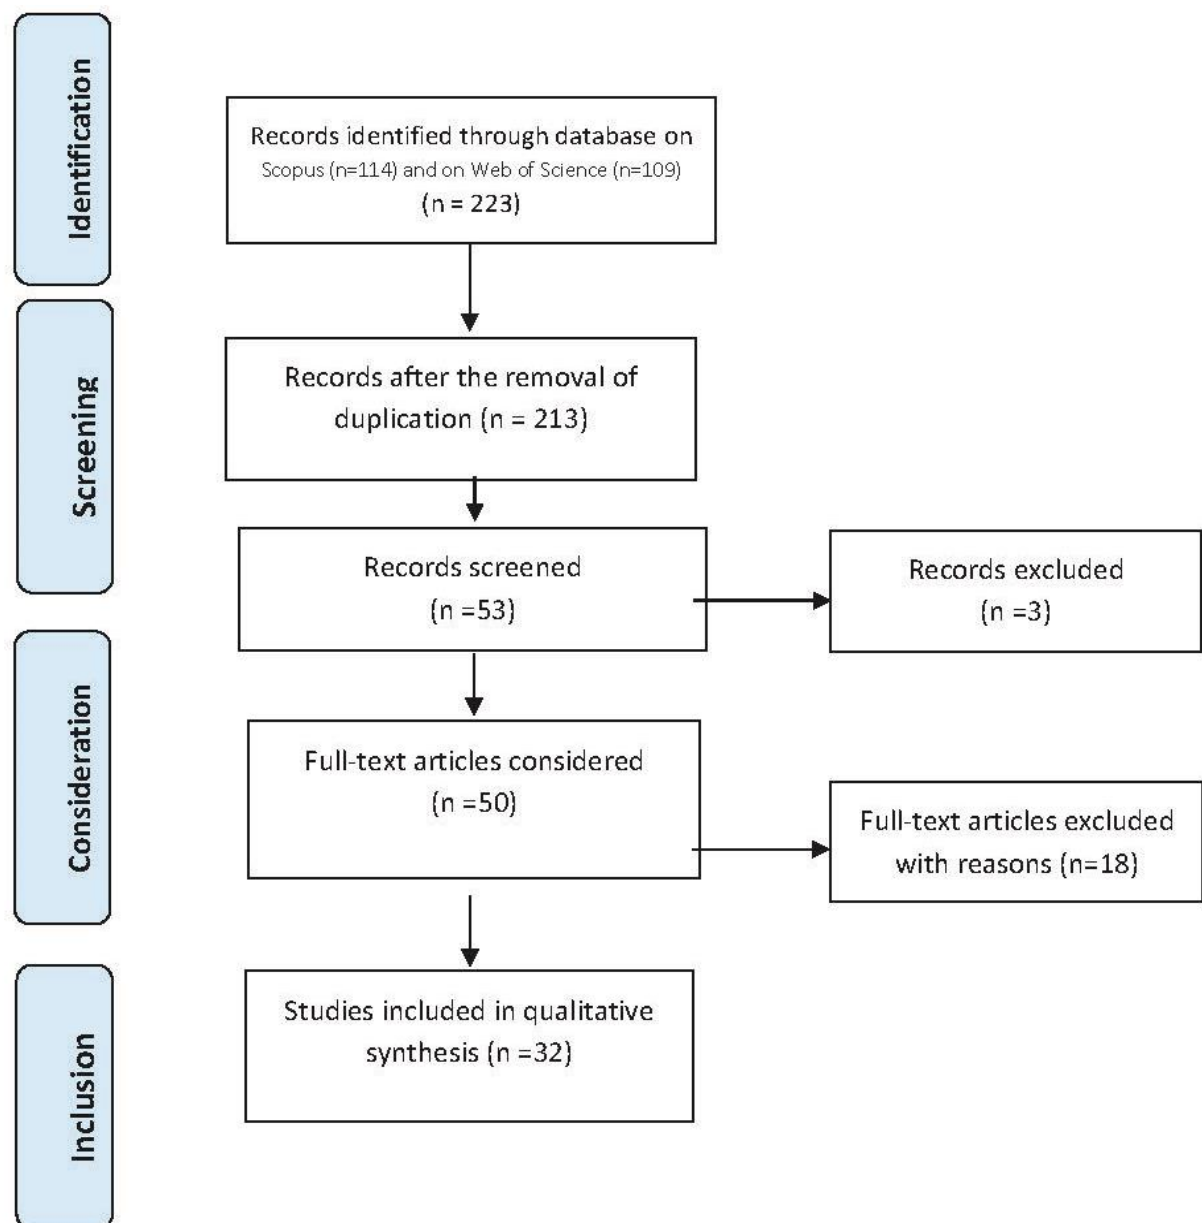 Identification
Records identified through database on
Scopus (n=114) and on Web of Science (n=109)
(n = 223)
Screening
Records after the removal of
duplication (n = 213)
Records screened
(n =53)
Records excluded
(n =3)
Consideration
Full-text articles considered
(n =50)
Full-text articles excluded
with reasons (n=18)
Inclusion
Studies included in qualitative
synthesis (n =32)